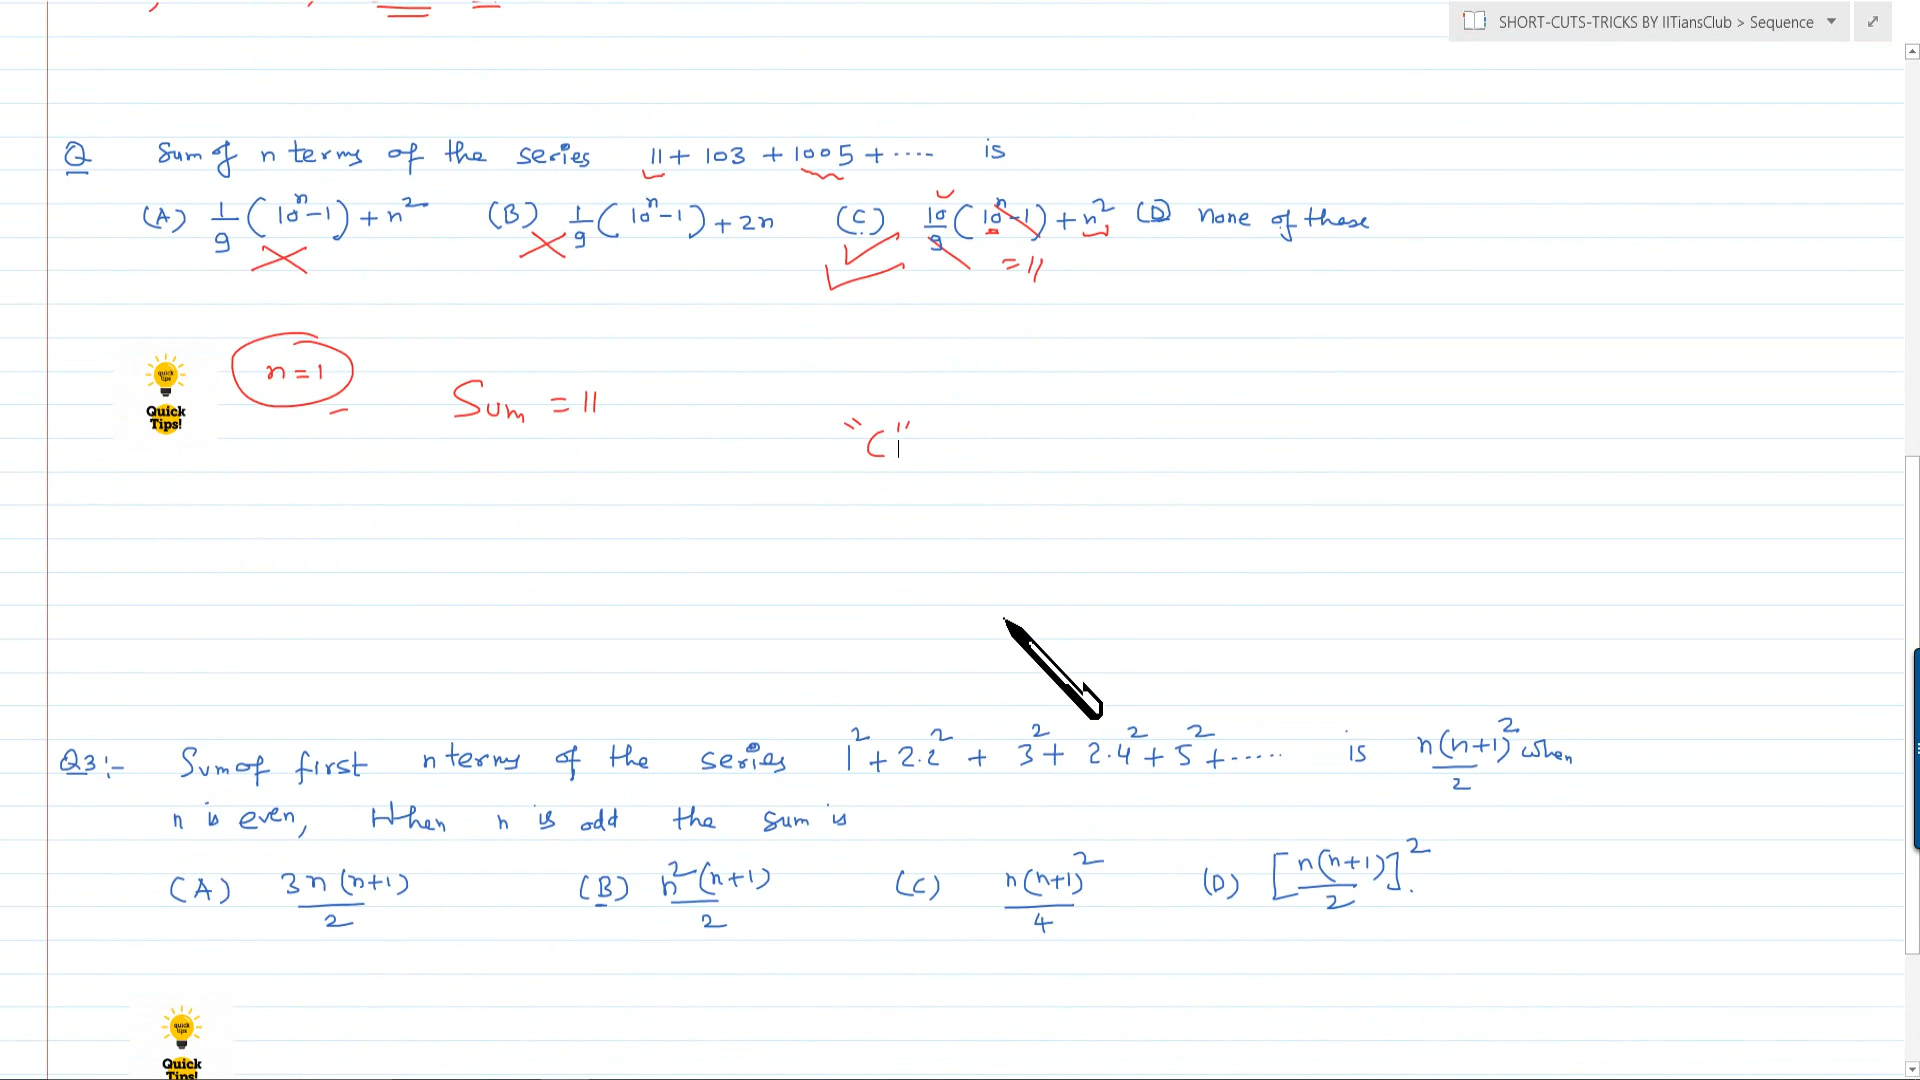 SHORT-CUTS-TRICKS BY IITiansClub > Sequence
Q Sum of n terms of the series 11 + 103 + 1005 + ..... is
(A) 1/9 (10^n - 1) + n^2 (B) 1/9 (10^n - 1) + 2n (C) 10/9 (10^n - 1) + n^2 (D) none of these
= 11
quick tips
Quick Tips!
n = 1
Sum = 11
"C"
Q3:- Sum of first n terms of the series 1^2 + 2.2^2 + 3^2 + 2.4^2 + 5^2 + ...... is n(n+1)^2/2 when
n is even, When n is odd the sum is
(A) 3n(n+1)/2 (B) n^2(n+1)/2 (C) n(n+1)^2/4 (D) [n(n+1)/2]^2.
quick tips
Quick
Tips!